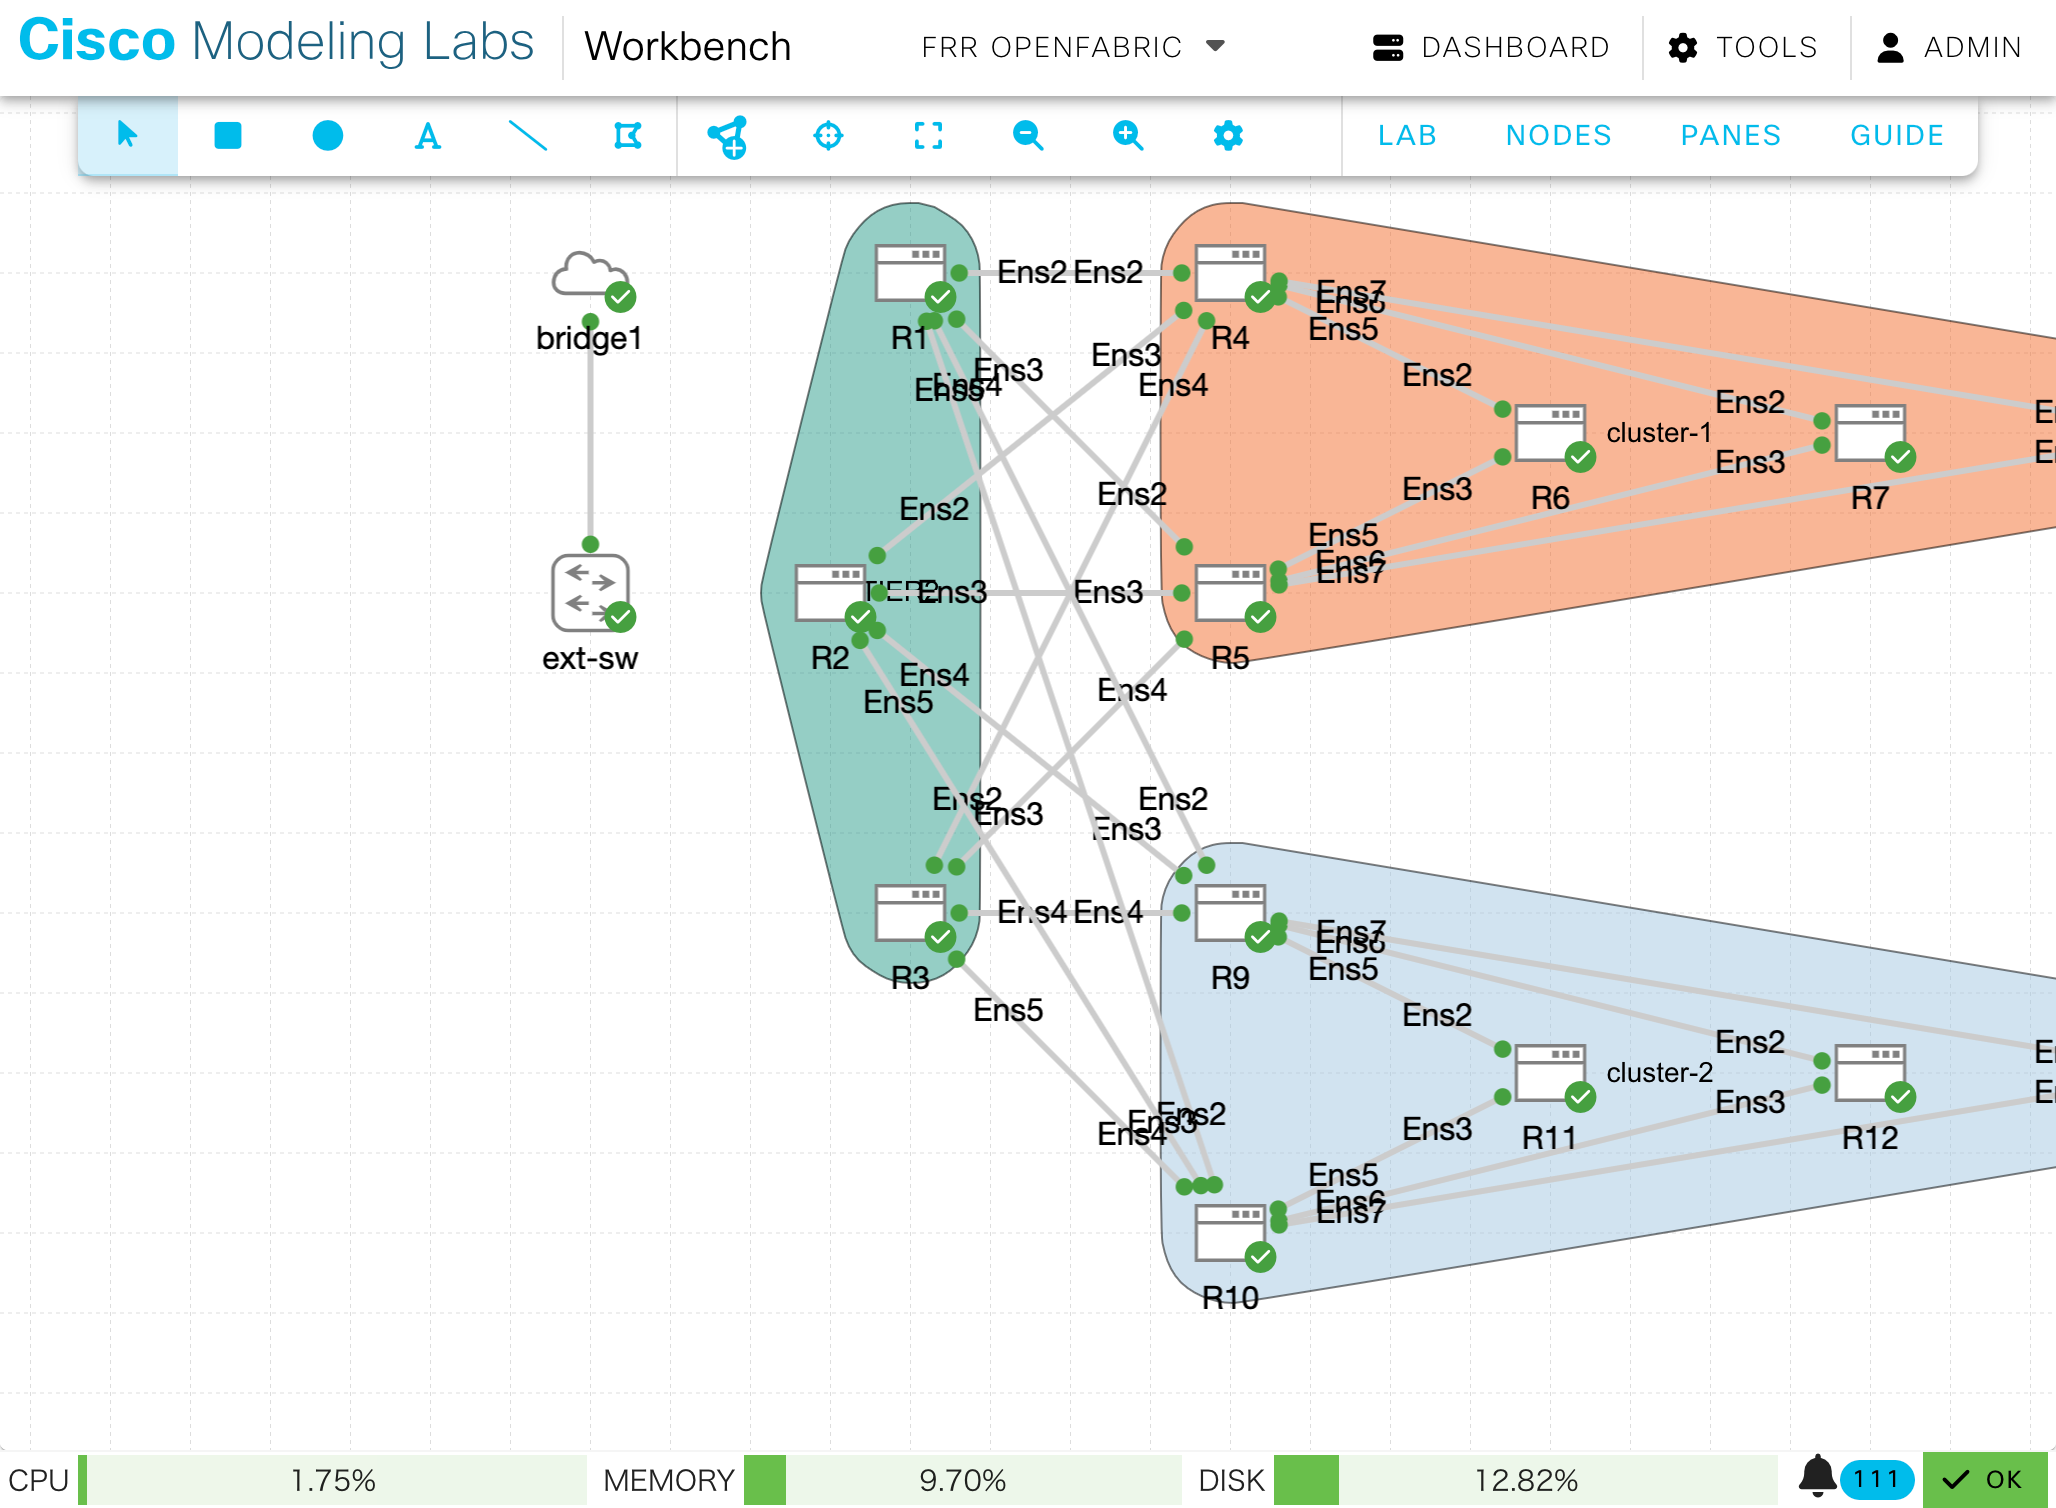 Cisco Modeling Labs
Workbench
FRR OPENFABRIC
DASHBOARD
TOOLS
ADMIN
LAB
NODES
PANES
GUIDE
bridge1
ext-sw
R1
Ens2
Ens2
R4
Ens7
Ens6
Ens5
Ens3
Ens3
Ens4
Ens5
Ens4
Ens2
Ens2
cluster-1
Ens3
Ens3
R6
R7
Ens2
Ens2
TIER2
Ens3
Ens3
Ens5
Ens6
Ens7
R2
R5
Ens4
Ens5
Ens4
Ens2
Ens3
Ens2
Ens3
Ens4
Ens4
R3
R9
Ens7
Ens6
Ens5
Ens5
Ens2
Ens2
cluster-2
Ens3
Ens3
R11
R12
Ens2
Ens3
Ens4
Ens5
Ens6
Ens7
R10
CPU
1.75%
MEMORY
9.70%
DISK
12.82%
111
OK